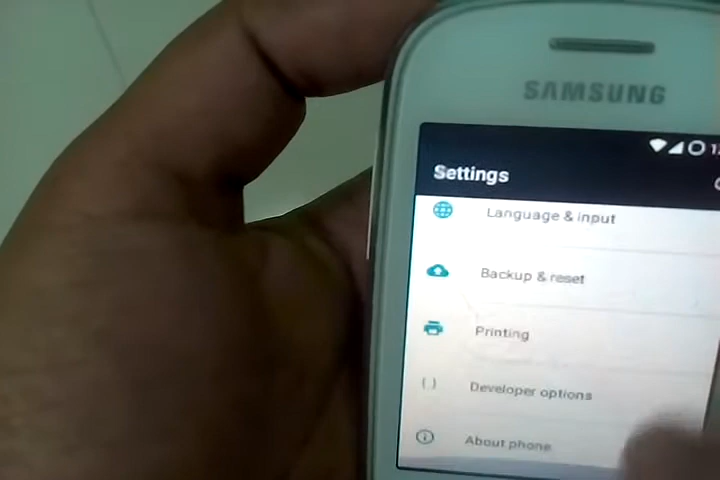 SAMSUNG
Settings
Language & input
Backup & reset
Printing
Developer options
About phone